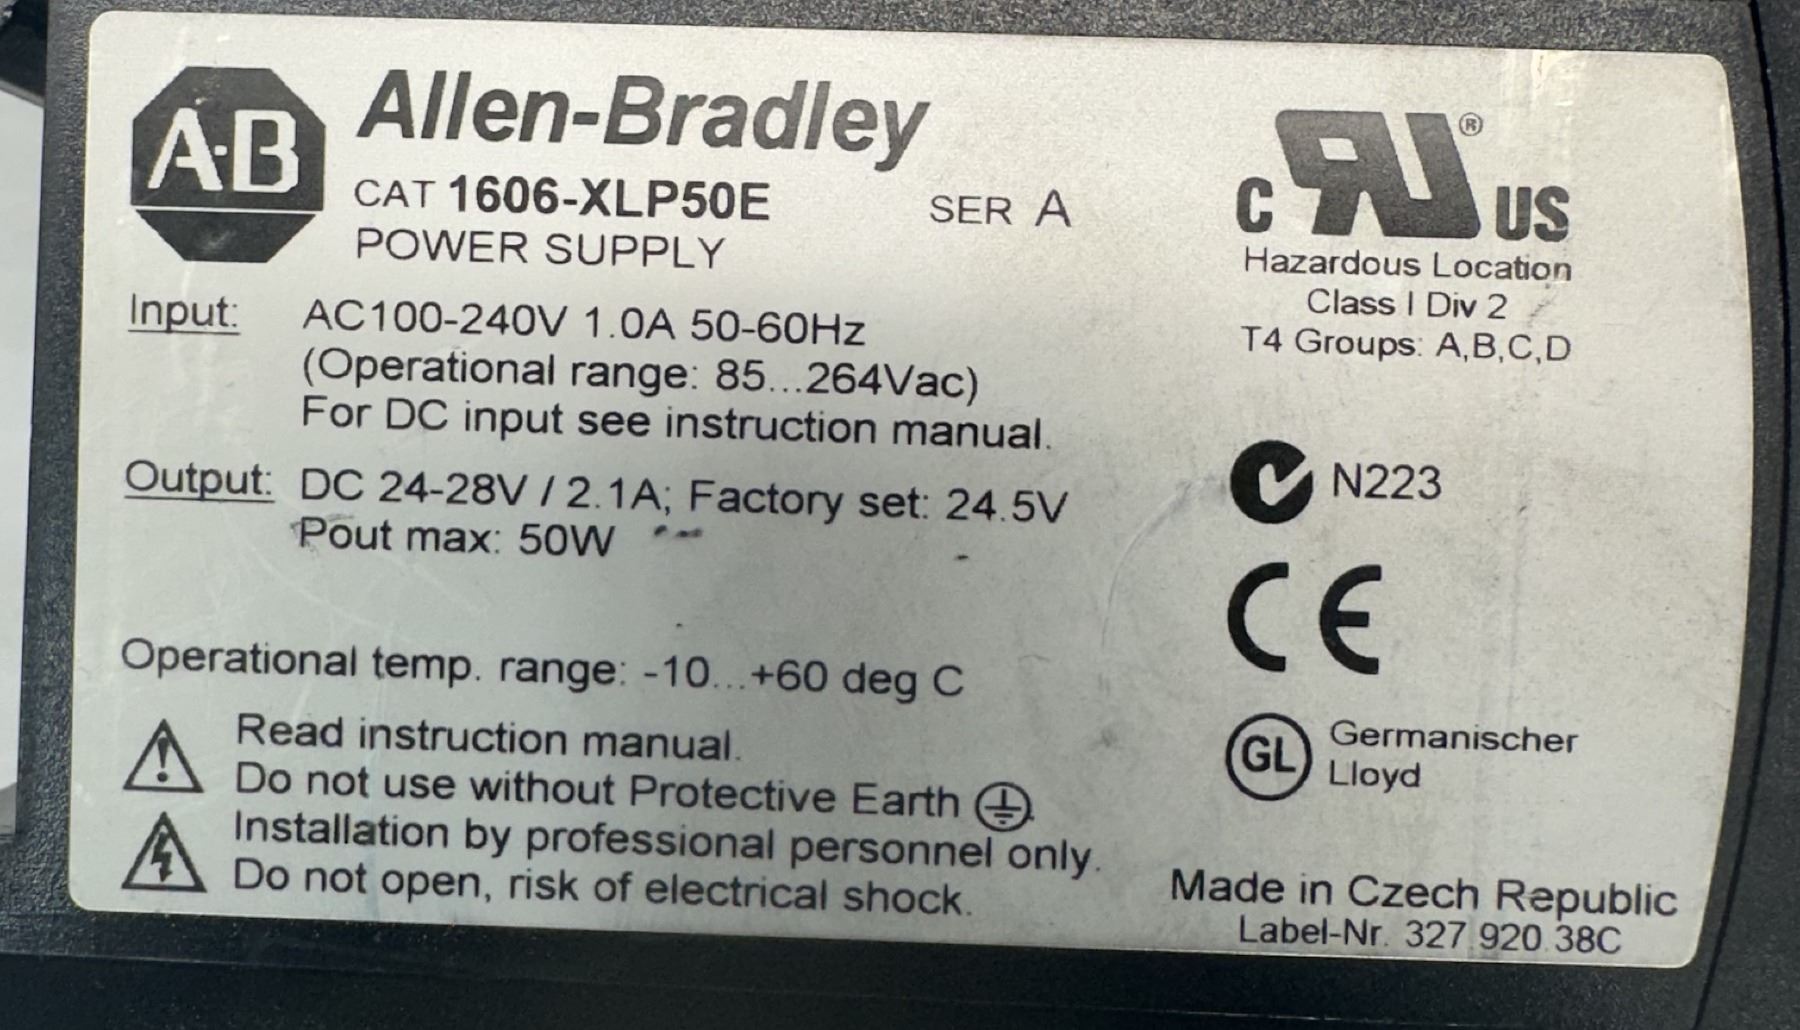 A·B
Allen-Bradley
CAT 1606-XLP50E SER A
POWER SUPPLY
Input: AC100-240V 1.0A 50-60Hz
(Operational range: 85...264Vac)
For DC input see instruction manual.
Output: DC 24-28V / 2.1A; Factory set: 24.5V
Pout max: 50W
Operational temp. range: -10...+60 deg C
Read instruction manual.
Do not use without Protective Earth
Installation by professional personnel only.
Do not open, risk of electrical shock.
C RU ® US
Hazardous Location
Class I Div 2
T4 Groups: A,B,C,D
N223
CE
GL Germanischer
Lloyd
Made in Czech Republic
Label-Nr. 327.920.38C